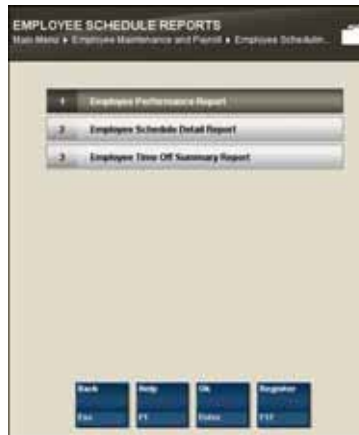 EMPLOYEE SCHEDULE REPORTS
Main Menu ▸ Employee Maintenance and Payroll ▸ Employee Schedulin...
1 Employee Performance Report
2 Employee Schedule Detail Report
3 Employee Time Off Summary Report
Back Help Ok Register
Esc F1 Enter